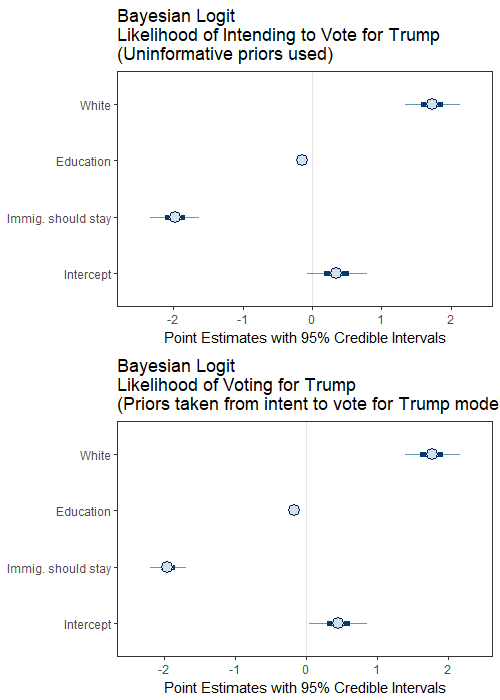 Bayesian Logit
Likelihood of Intending to Vote for Trump
(Uninformative priors used)
White
Education
Immig. should stay
Intercept
-2 -1 0 1 2
Point Estimates with 95% Credible Intervals
Bayesian Logit
Likelihood of Voting for Trump
(Priors taken from intent to vote for Trump mode
White
Education
Immig. should stay
Intercept
-2 -1 0 1 2
Point Estimates with 95% Credible Intervals